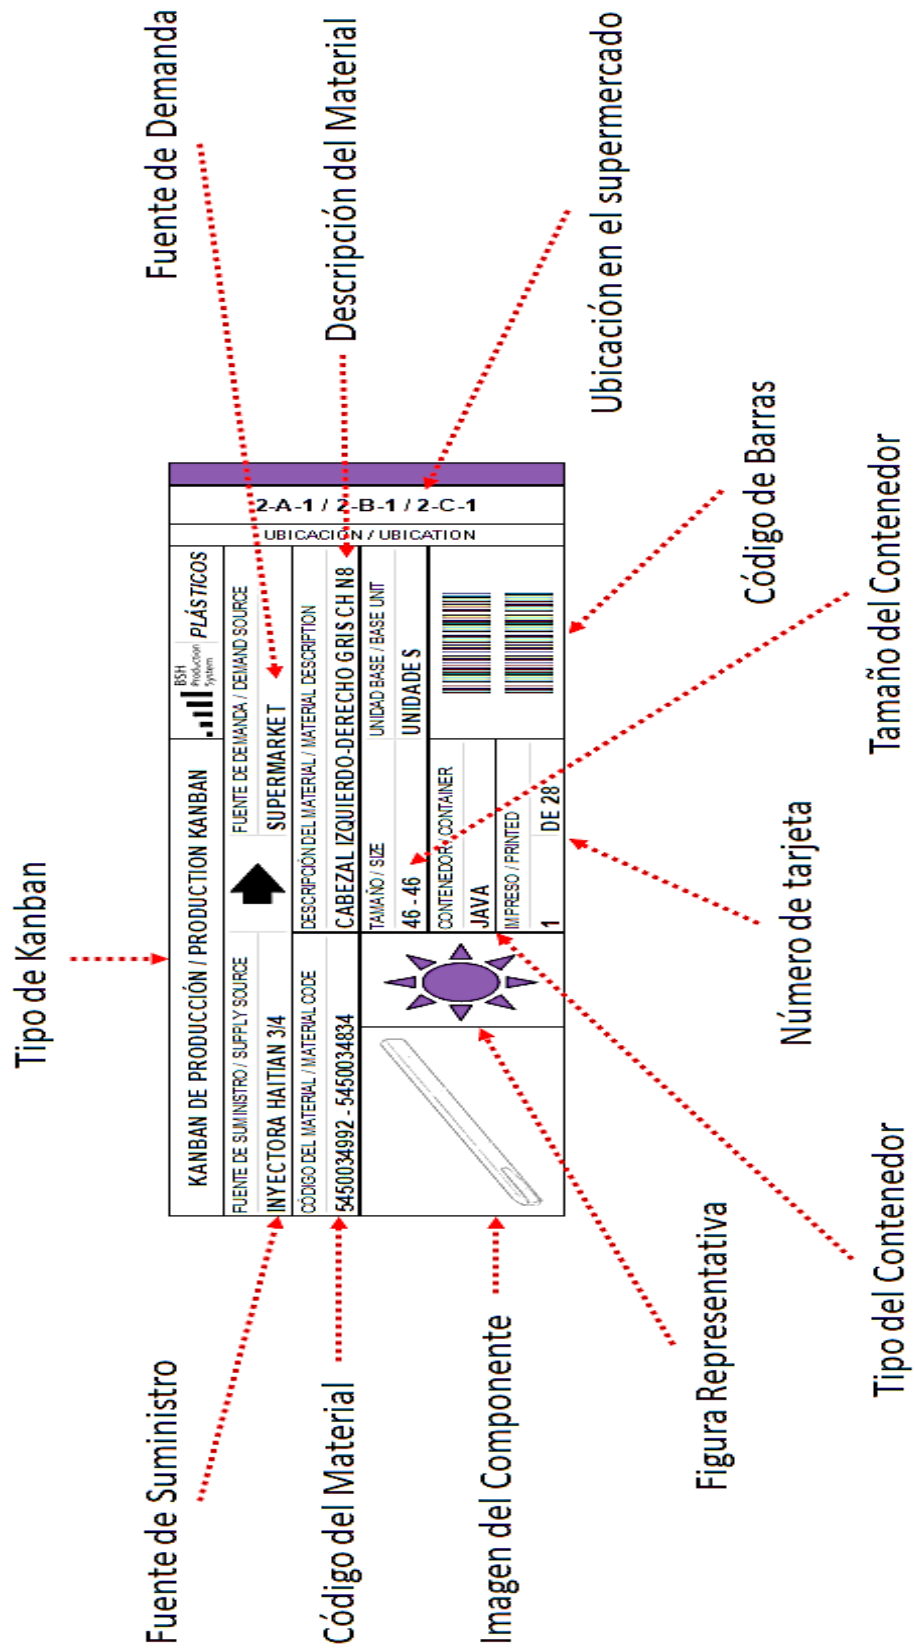 Tipo de Kanban
Fuente de Suministro
Fuente de Demanda
Código del Material
Descripción del Material
Imagen del Componente
Ubicación en el supermercado
Figura Representativa
Código de Barras
Tipo del Contenedor
Número de tarjeta
Tamaño del Contenedor
KANBAN DE PRODUCCIÓN / PRODUCTION KANBAN
BSH
Production
System
PLÁSTICOS
FUENTE DE SUMINISTRO / SUPPLY SOURCE
INYECTORA HAITIAN 3/4
FUENTE DE DEMANDA / DEMAND SOURCE
SUPERMARKET
CÓDIGO DEL MATERIAL / MATERIAL CODE
5450034992 - 5450034834
DESCRIPCIÓN DEL MATERIAL / MATERIAL DESCRIPTION
CABEZAL IZQUIERDO-DERECHO GRIS CH N8
TAMAÑO / SIZE
46 - 46
UNIDAD BASE / BASE UNIT
UNIDADES
CONTENEDOR / CONTAINER
JAVA
IMPRESO / PRINTED
1 DE 28
UBICACIÓN / UBICATION
2-A-1 / 2-B-1 / 2-C-1